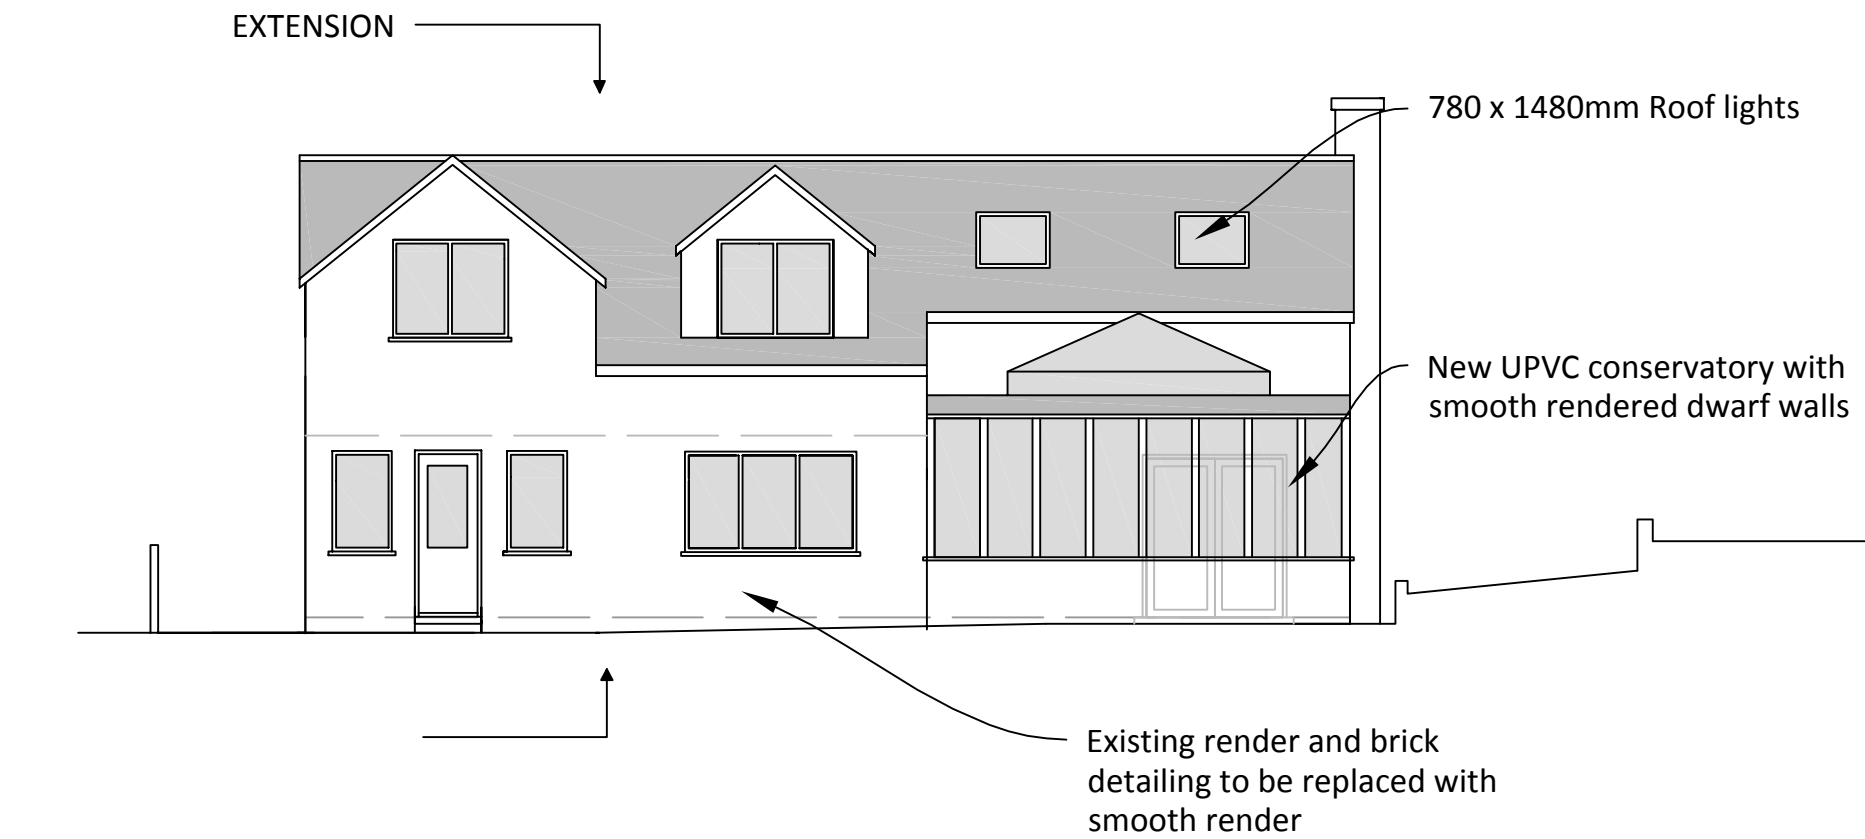 EXTENSION
780 x 1480mm Roof lights
New UPVC conservatory with
smooth rendered dwarf walls
Existing render and brick
detailing to be replaced with
smooth render